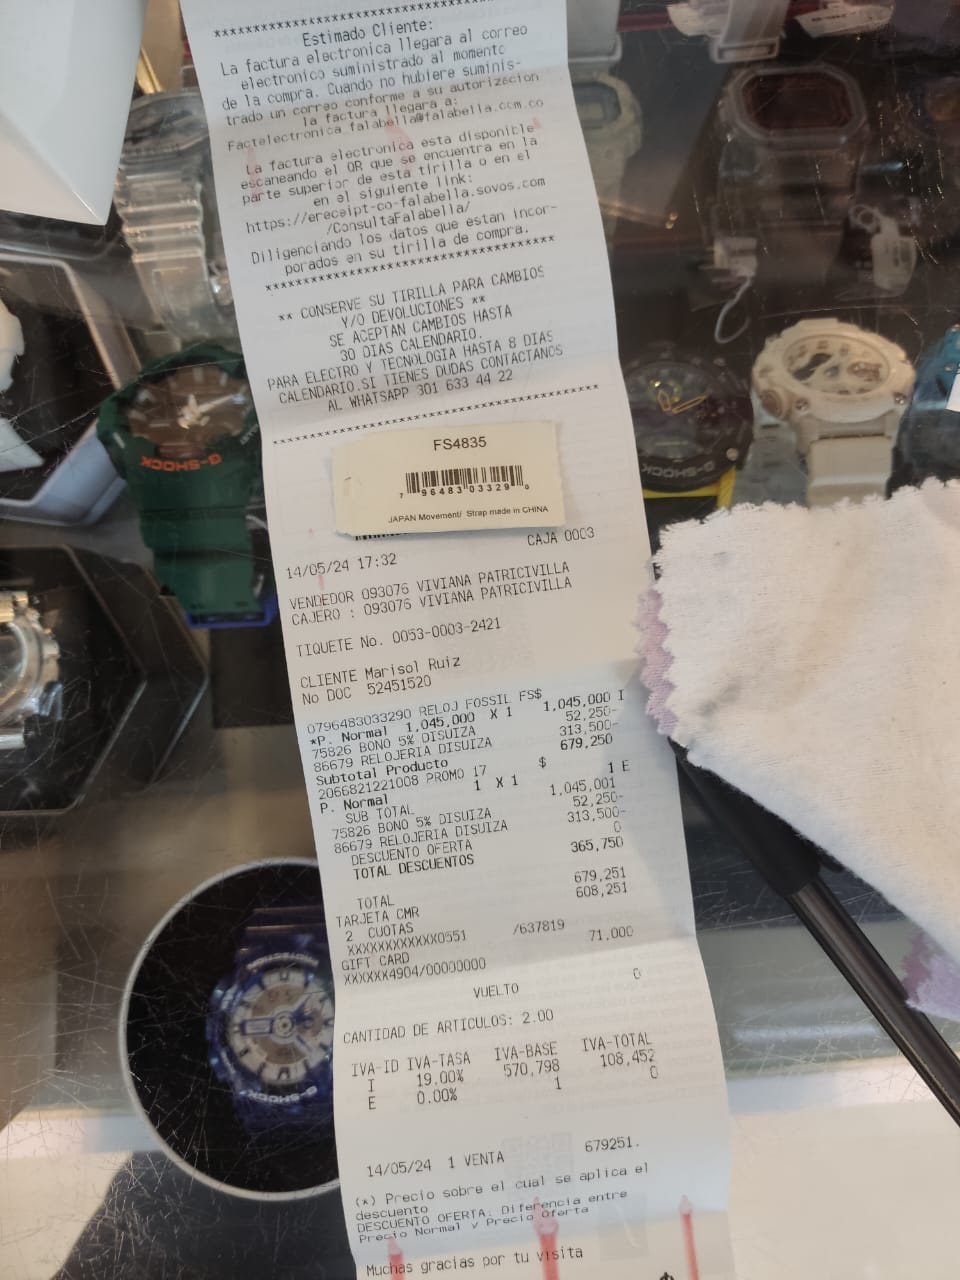 ****************************
Estimado Cliente:
La factura electronica llegara al correo
electronico suministrado al momento
de la compra. Cuando no hubiere suminis-
trado un correo conforme a su autorizacion
la factura llegara a:
Factelectronica_falabella@falabella.com.co
La factura electronica esta disponible
escaneando el QR que se encuentra en la
parte superior de esta tirilla o en el
en el siguiente link:
https://ereceipt-co-falabella.sovos.com
/ConsultaFalabella/
Diligenciando los datos que estan incor-
porados en su tirilla de compra.
****************************************
** CONSERVE SU TIRILLA PARA CAMBIOS
Y/O DEVOLUCIONES **
SE ACEPTAN CAMBIOS HASTA
30 DIAS CALENDARIO.
PARA ELECTRO Y TECNOLOGIA HASTA 8 DIAS
CALENDARIO.SI TIENES DUDAS CONTACTANOS
AL WHATSAPP 301 633 44 22
****************************************
FS4835
7 96483 03329 0
JAPAN Movement/ Strap made in CHINA
CAJA 0003
14/05/24 17:32
VENDEDOR 093076 VIVIANA PATRICIVILLA
CAJERO : 093076 VIVIANA PATRICIVILLA
TIQUETE No. 0053-0003-2421
CLIENTE Marisol Ruiz
No DOC 52451520
0796483033290 RELOJ FOSSIL FS$ 1,045,000 I
*P. Normal 1,045,000 X 1
75826 BONO 5% DISUIZA 52,250-
86679 RELOJERIA DISUIZA 313,500-
Subtotal Producto 679,250
2066821221008 PROMO 17 $ 1 E
P. Normal 1 X 1
SUB TOTAL 1,045,001
75826 BONO 5% DISUIZA 52,250-
86679 RELOJERIA DISUIZA 313,500-
DESCUENTO OFERTA 0
TOTAL DESCUENTOS 365,750
TOTAL 679,251
TARJETA CMR 608,251
2 CUOTAS
XXXXXXXXXXXX0551 /637819
GIFT CARD 71,000
XXXXXX4904/00000000
VUELTO 0
CANTIDAD DE ARTICULOS: 2.00
IVA-ID IVA-TASA IVA-BASE IVA-TOTAL
I 19.00% 570,798 108,452
E 0.00% 1 0
14/05/24 1 VENTA 679251.
(*) Precio sobre el cual se aplica el
descuento
DESCUENTO OFERTA: Diferencia entre
Precio Normal y Precio Oferta
Muchas gracias por tu visita
G-SHOCK
G-SHOCK
G-SHOCK